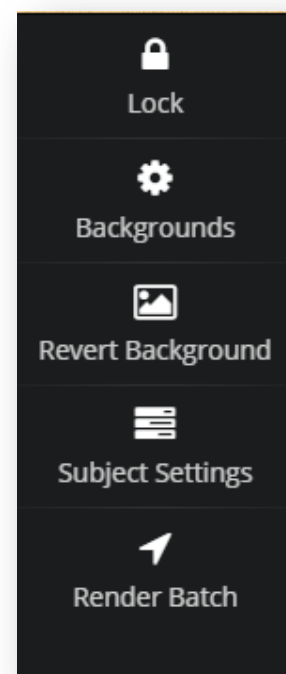 Lock
Backgrounds
Revert Background
Subject Settings
Render Batch